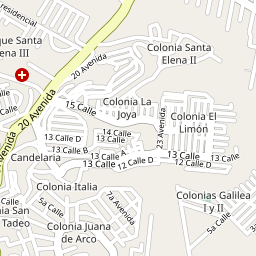 residencial
que Santa
Elena III
20 Avenida
Colonia Santa
Elena II
20 Avenida
15 Calle
Colonia La
Joya
Colonia El
Limón
23 Avenida
14 Calle
13 Calle D
13 Calle A
13 Calle B
13 Calle
13 Calle
12 Calle D
12 Calle D
Candelaria
20 Avenida
Colonia Italia
Colonias Galilea
I y II
5a Calle
7a Avenida
5a Calle
Colonia Juana
de Arco
onia San
Tadeo